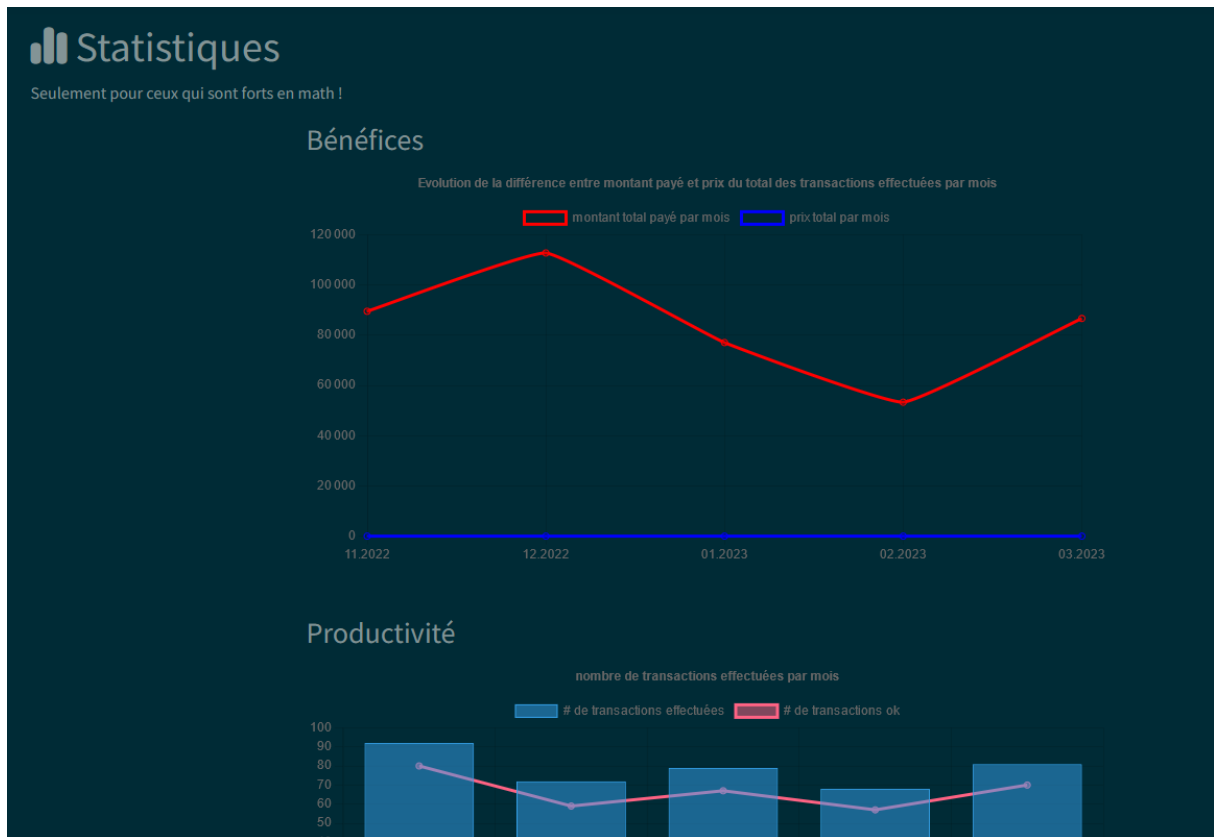 Statistiques
Seulement pour ceux qui sont forts en math !
Bénéfices
Evolution de la différence entre montant payé et prix du total des transactions effectuées par mois
montant total payé par mois prix total par mois
120 000
100 000
80 000
60 000
40 000
20 000
0
11.2022 12.2022 01.2023 02.2023 03.2023
Productivité
nombre de transactions effectuées par mois
# de transactions effectuées # de transactions ok
100
90
80
70
60
50